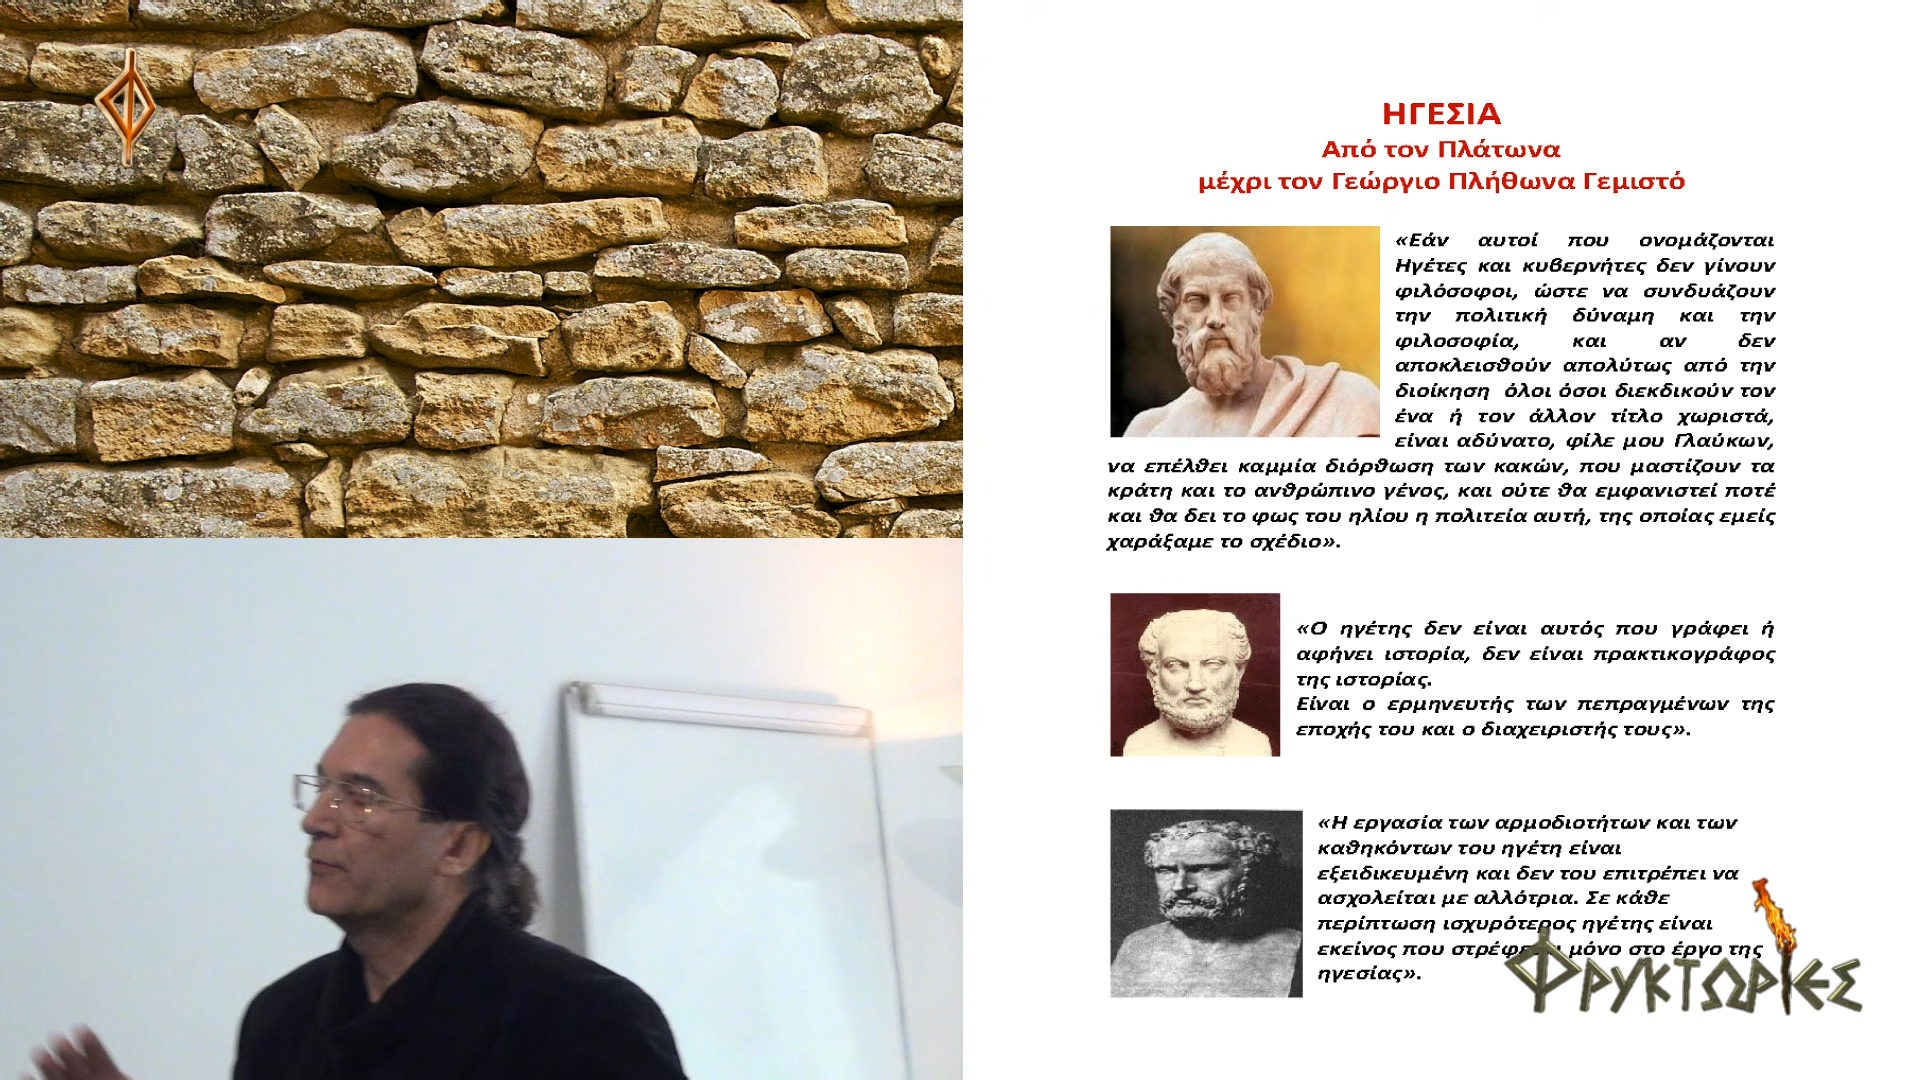 ΗΓΕΣΙΑ
Από τον Πλάτωνα
μέχρι τον Γεώργιο Πλήθωνα Γεμιστό
«Εάν αυτοί που ονομάζονται
Ηγέτες και κυβερνήτες δεν γίνουν
φιλόσοφοι, ώστε να συνδυάζουν
την πολιτική δύναμη και την
φιλοσοφία, και αν δεν
αποκλεισθούν απολύτως από την
διοίκηση όλοι όσοι διεκδικούν τον
ένα ή τον άλλον τίτλο χωριστά,
είναι αδύνατο, φίλε μου Γλαύκων,
να επέλθει καμμία διόρθωση των κακών, που μαστίζουν τα
κράτη και το ανθρώπινο γένος, και ούτε θα εμφανιστεί ποτέ
και θα δει το φως του ηλίου η πολιτεία αυτή, της οποίας εμείς
χαράξαμε το σχέδιο».
«Ο ηγέτης δεν είναι αυτός που γράφει ή
αφήνει ιστορία, δεν είναι πρακτικογράφος
της ιστορίας.
Είναι ο ερμηνευτής των πεπραγμένων της
εποχής του και ο διαχειριστής τους».
«Η εργασία των αρμοδιοτήτων και των
καθηκόντων του ηγέτη είναι
εξειδικευμένη και δεν του επιτρέπει να
ασχολείται με αλλότρια. Σε κάθε
περίπτωση ισχυρότερος ηγέτης είναι
εκείνος που μόνο στο έργο της
ηγεσίας».
ΦΡΥΚΤΩΡΙΕΣ